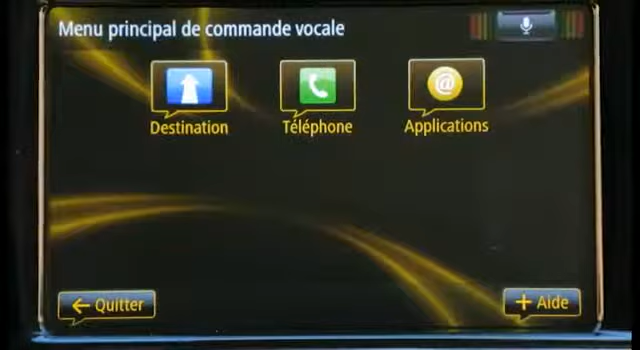 Menu principal de commande vocale
Destination
Téléphone
Applications
Quitter
+ Aide